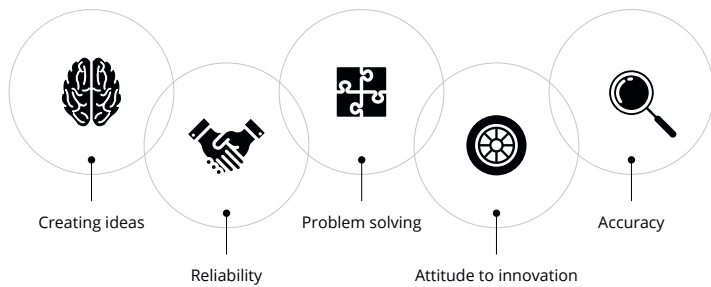 Creating ideas
Reliability
Problem solving
Attitude to innovation
Accuracy